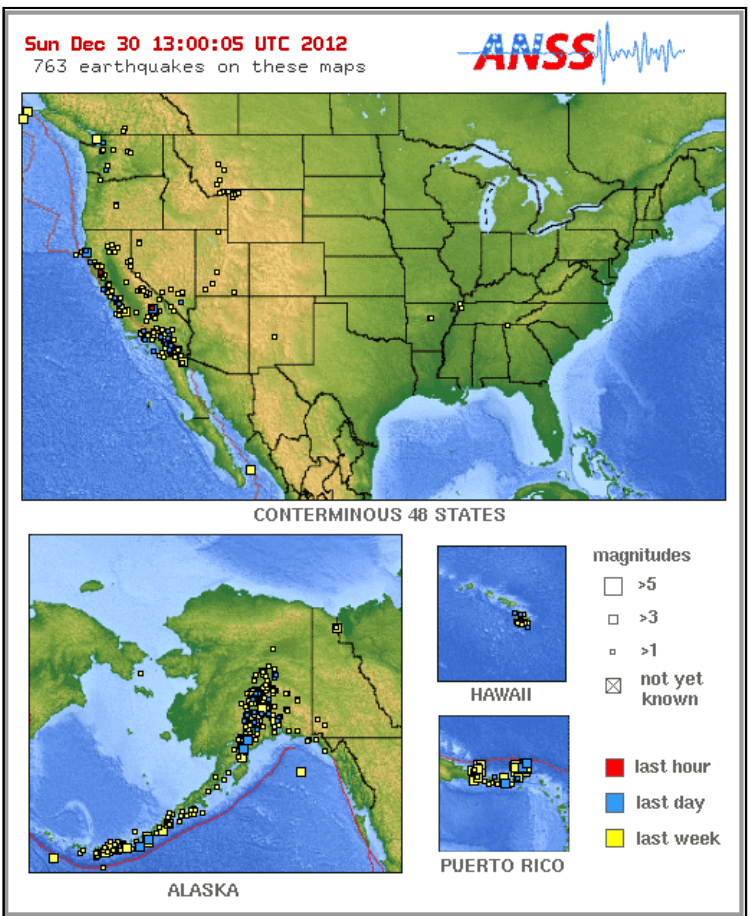 Sun Dec 30 13:00:05 UTC 2012
763 earthquakes on these maps
ANSS
CONTERMINOUS 48 STATES
ALASKA
HAWAII
PUERTO RICO
magnitudes
>5
>3
>1
not yet
known
last hour
last day
last week